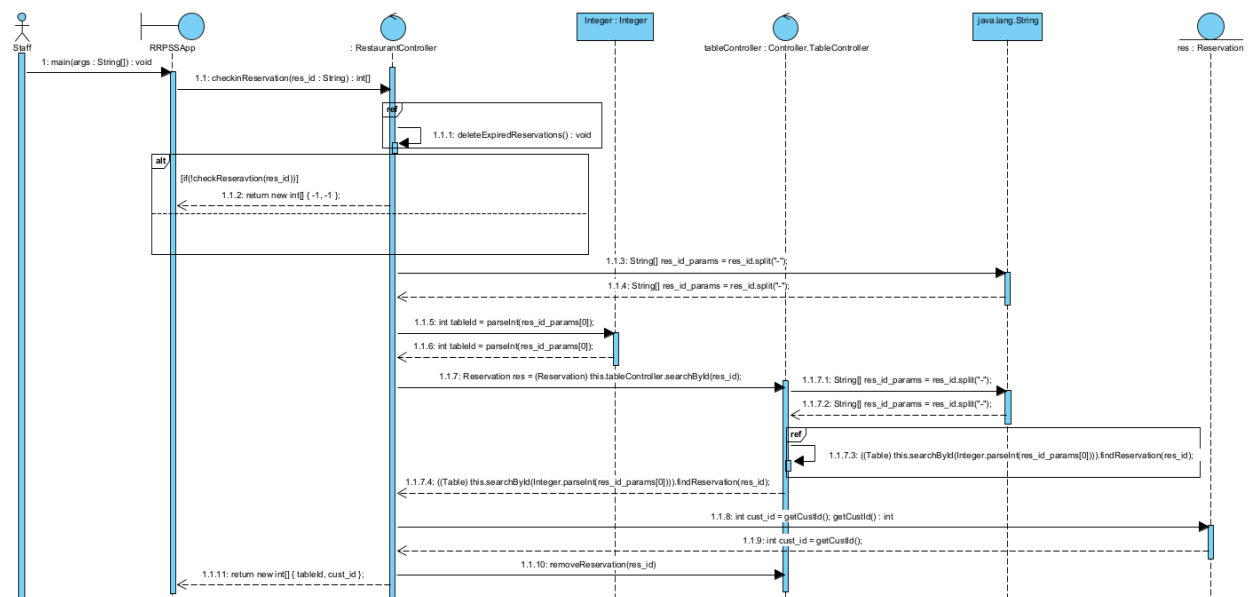 Staff
RRPSSApp
: RestaurantController
Integer : Integer
tableController : Controller.TableController
java.lang.String
res : Reservation
1: main(args : String[]) : void
1.1: checkinReservation(res_id : String) : int[]
ref
1.1.1: deleteExpiredReservations() : void
alt
[if(!checkReseravtion(res_id))]
1.1.2: return new int[] { -1, -1 };
1.1.3: String[] res_id_params = res_id.split("-");
1.1.4: String[] res_id_params = res_id.split("-");
1.1.5: int tableId = parseInt(res_id_params[0]);
1.1.6: int tableId = parseInt(res_id_params[0]);
1.1.7: Reservation res = (Reservation) this.tableController.searchById(res_id);
1.1.7.1: String[] res_id_params = res_id.split("-");
1.1.7.2: String[] res_id_params = res_id.split("-");
ref
1.1.7.3: ((Table) this.searchById(Integer.parseInt(res_id_params[0]))).findReservation(res_id);
1.1.7.4: ((Table) this.searchById(Integer.parseInt(res_id_params[0]))).findReservation(res_id);
1.1.8: int cust_id = getCustId(); getCustId() : int
1.1.9: int cust_id = getCustId();
1.1.10: removeReservation(res_id)
1.1.11: return new int[] { tableId, cust_id };